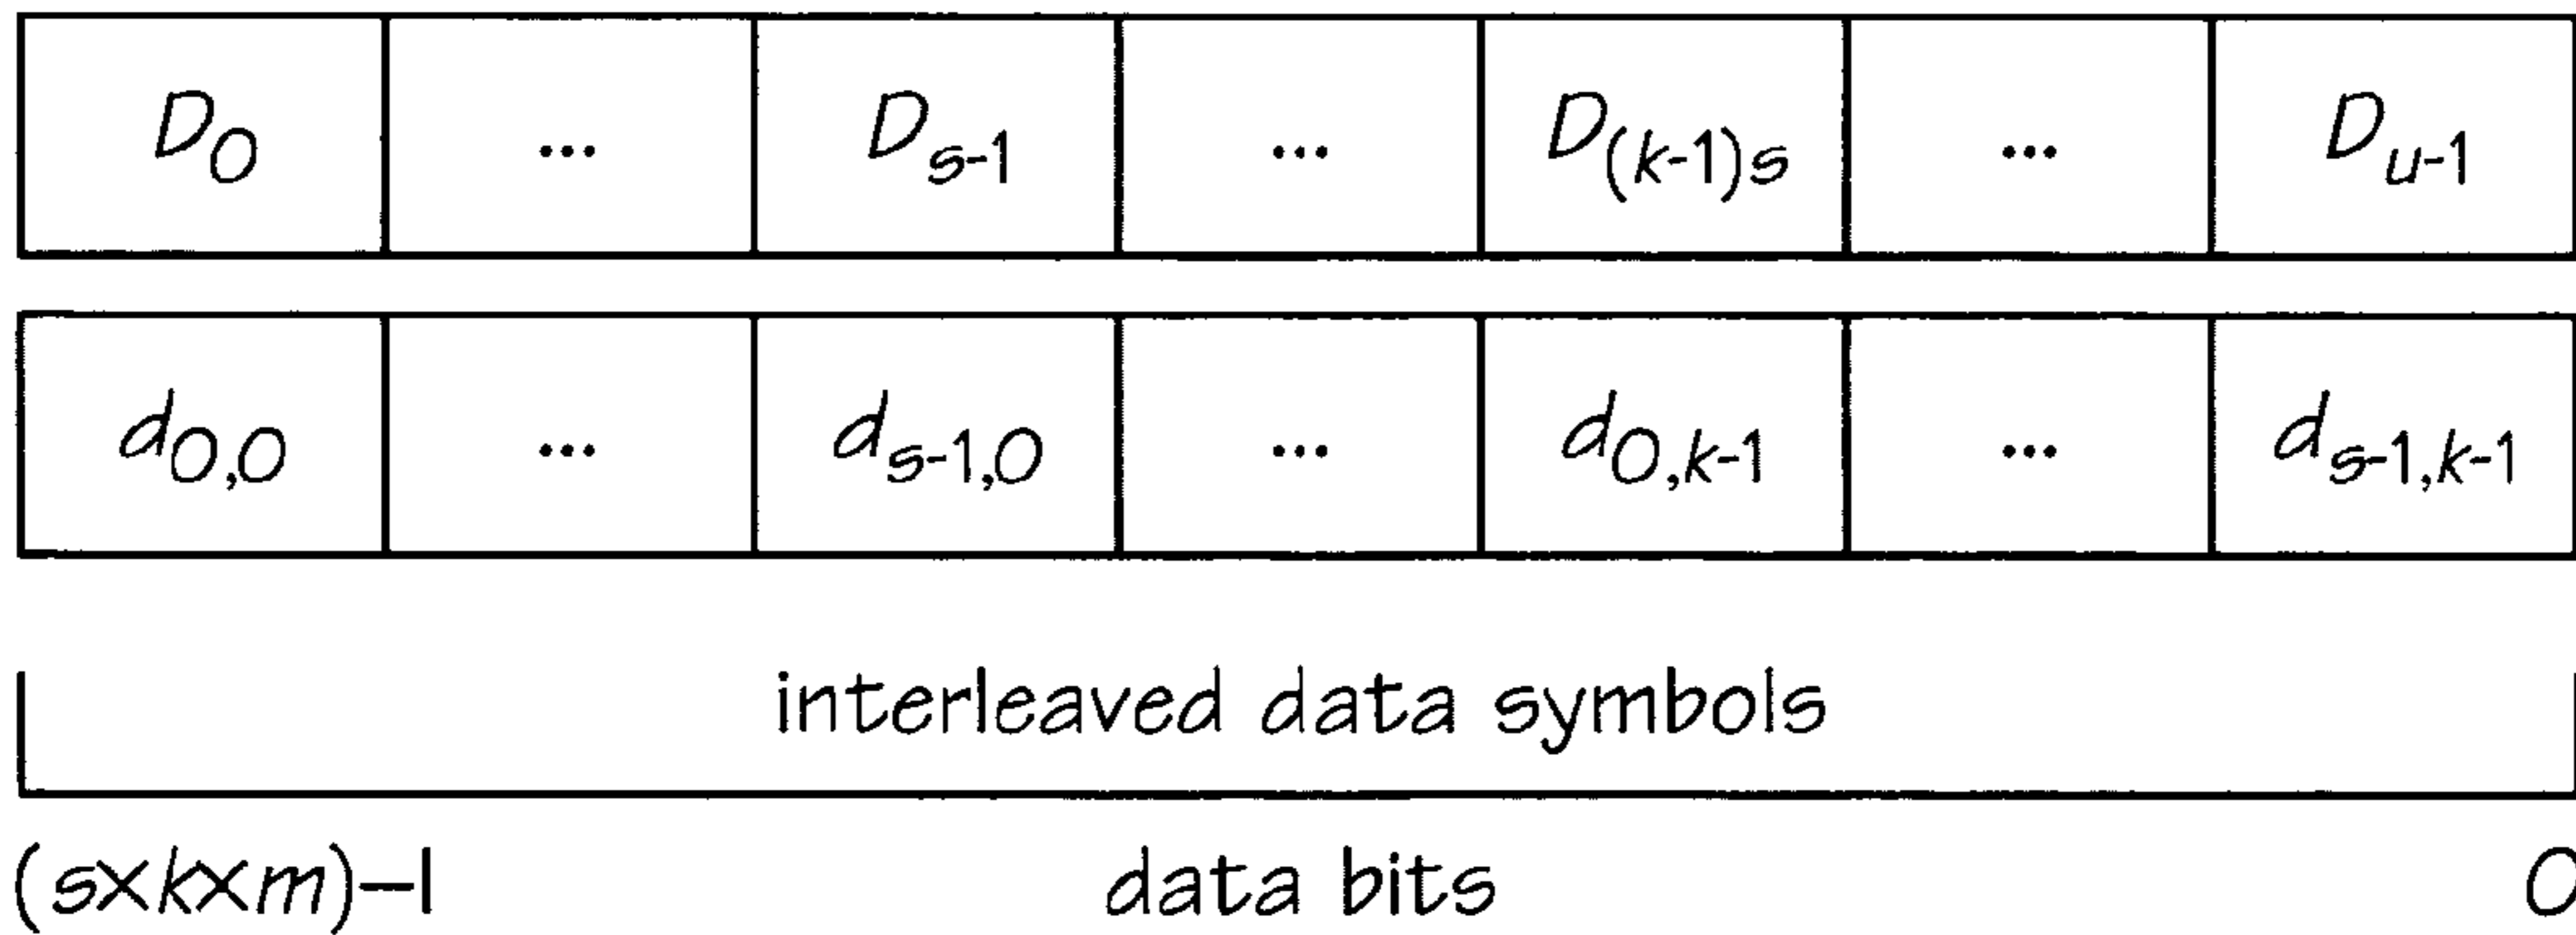 D₀ ... Dₛ₋₁ ... D₍ₖ₋₁₎ₛ ... Dᵤ₋₁
d₀,₀ ... dₛ₋₁,₀ ... d₀,ₖ₋₁ ... dₛ₋₁,ₖ₋₁
interleaved data symbols
(s×k×m)–1 data bits 0